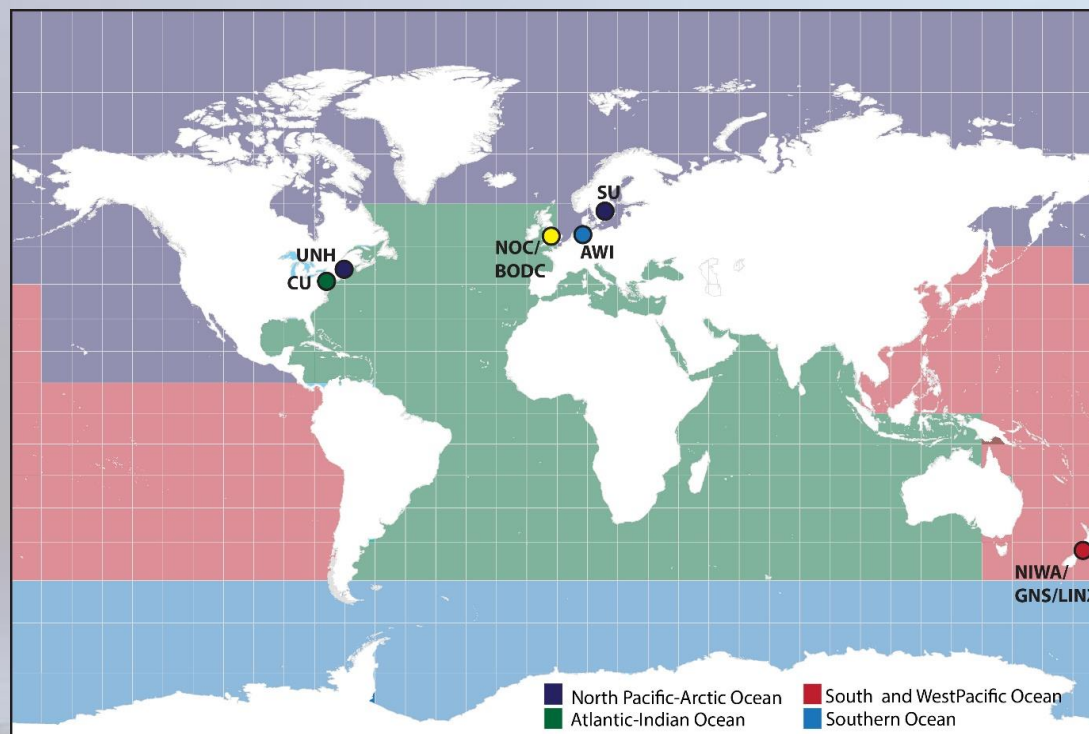 SU
UNH
NOC/
BODC
AWI
CU
NIWA/
GNS/LINZ
North Pacific-Arctic Ocean
South and WestPacific Ocean
Atlantic-Indian Ocean
Southern Ocean